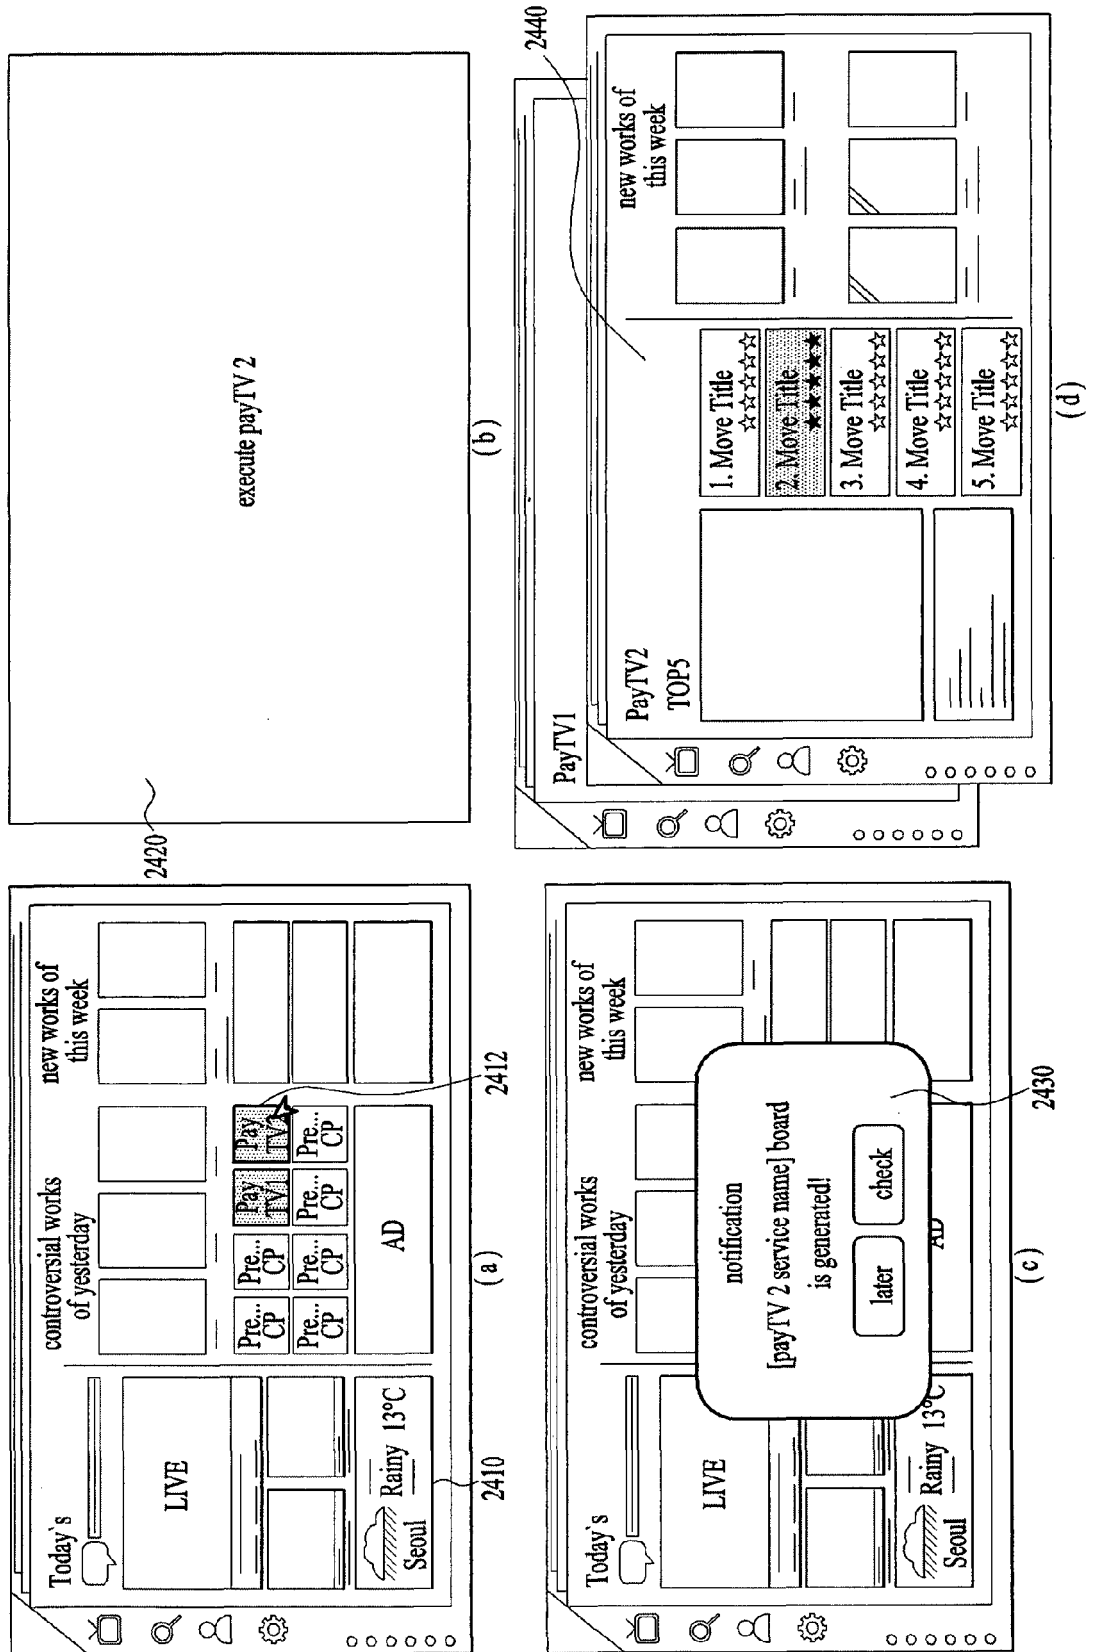 Today`s
controversial works
of yesterday
new works of
this week
LIVE
Pre...
CP
Pre...
CP
Pay
TV1
Pay
Pre...
CP
Pre...
CP
Pre...
CP
Pre...
CP
Rainy 13°C
Seoul
AD
2410
2412
(a)
2420
execute payTV 2
(b)
Today`s
controversial works
of yesterday
new works of
this week
LIVE
notification
[payTV 2 service name] board
is generated!
later
check
Rainy 13°C
Seoul
AD
2430
(c)
2440
PayTV1
PayTV2
TOP5
new works of
this week
1. Move Title
☆☆☆☆☆
2. Move Title
★★★★★
3. Move Title
☆☆☆☆☆
4. Move Title
☆☆☆☆☆
5. Move Title
☆☆☆☆☆
(d)